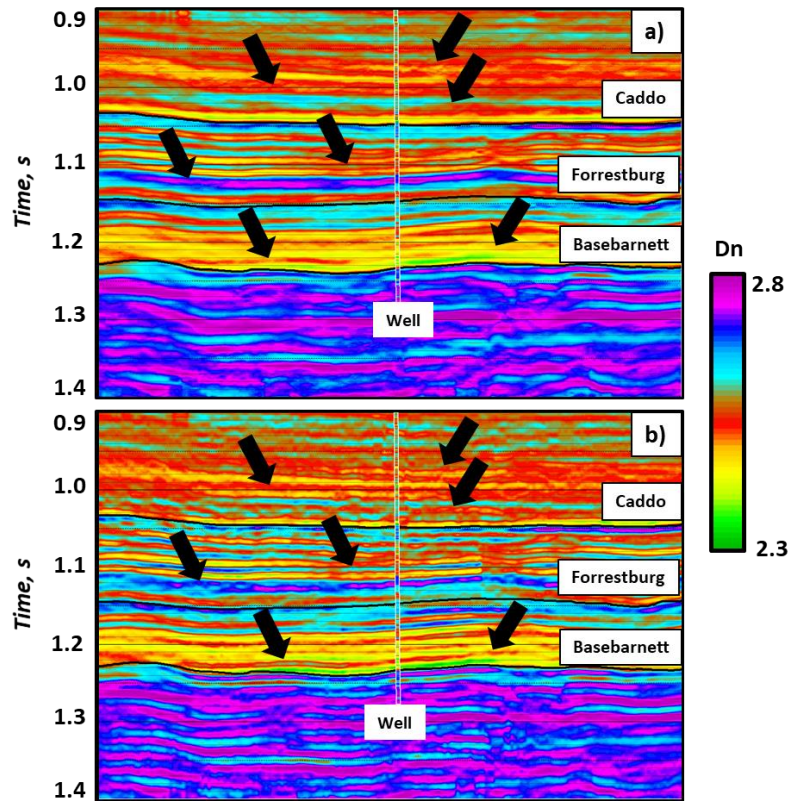 a)
0.9
1.0
1.1
1.2
1.3
1.4
Time, s
Caddo
Forrestburg
Basebarnett
Well
Dn
2.8
2.3
b)
0.9
1.0
1.1
1.2
1.3
1.4
Time, s
Caddo
Forrestburg
Basebarnett
Well